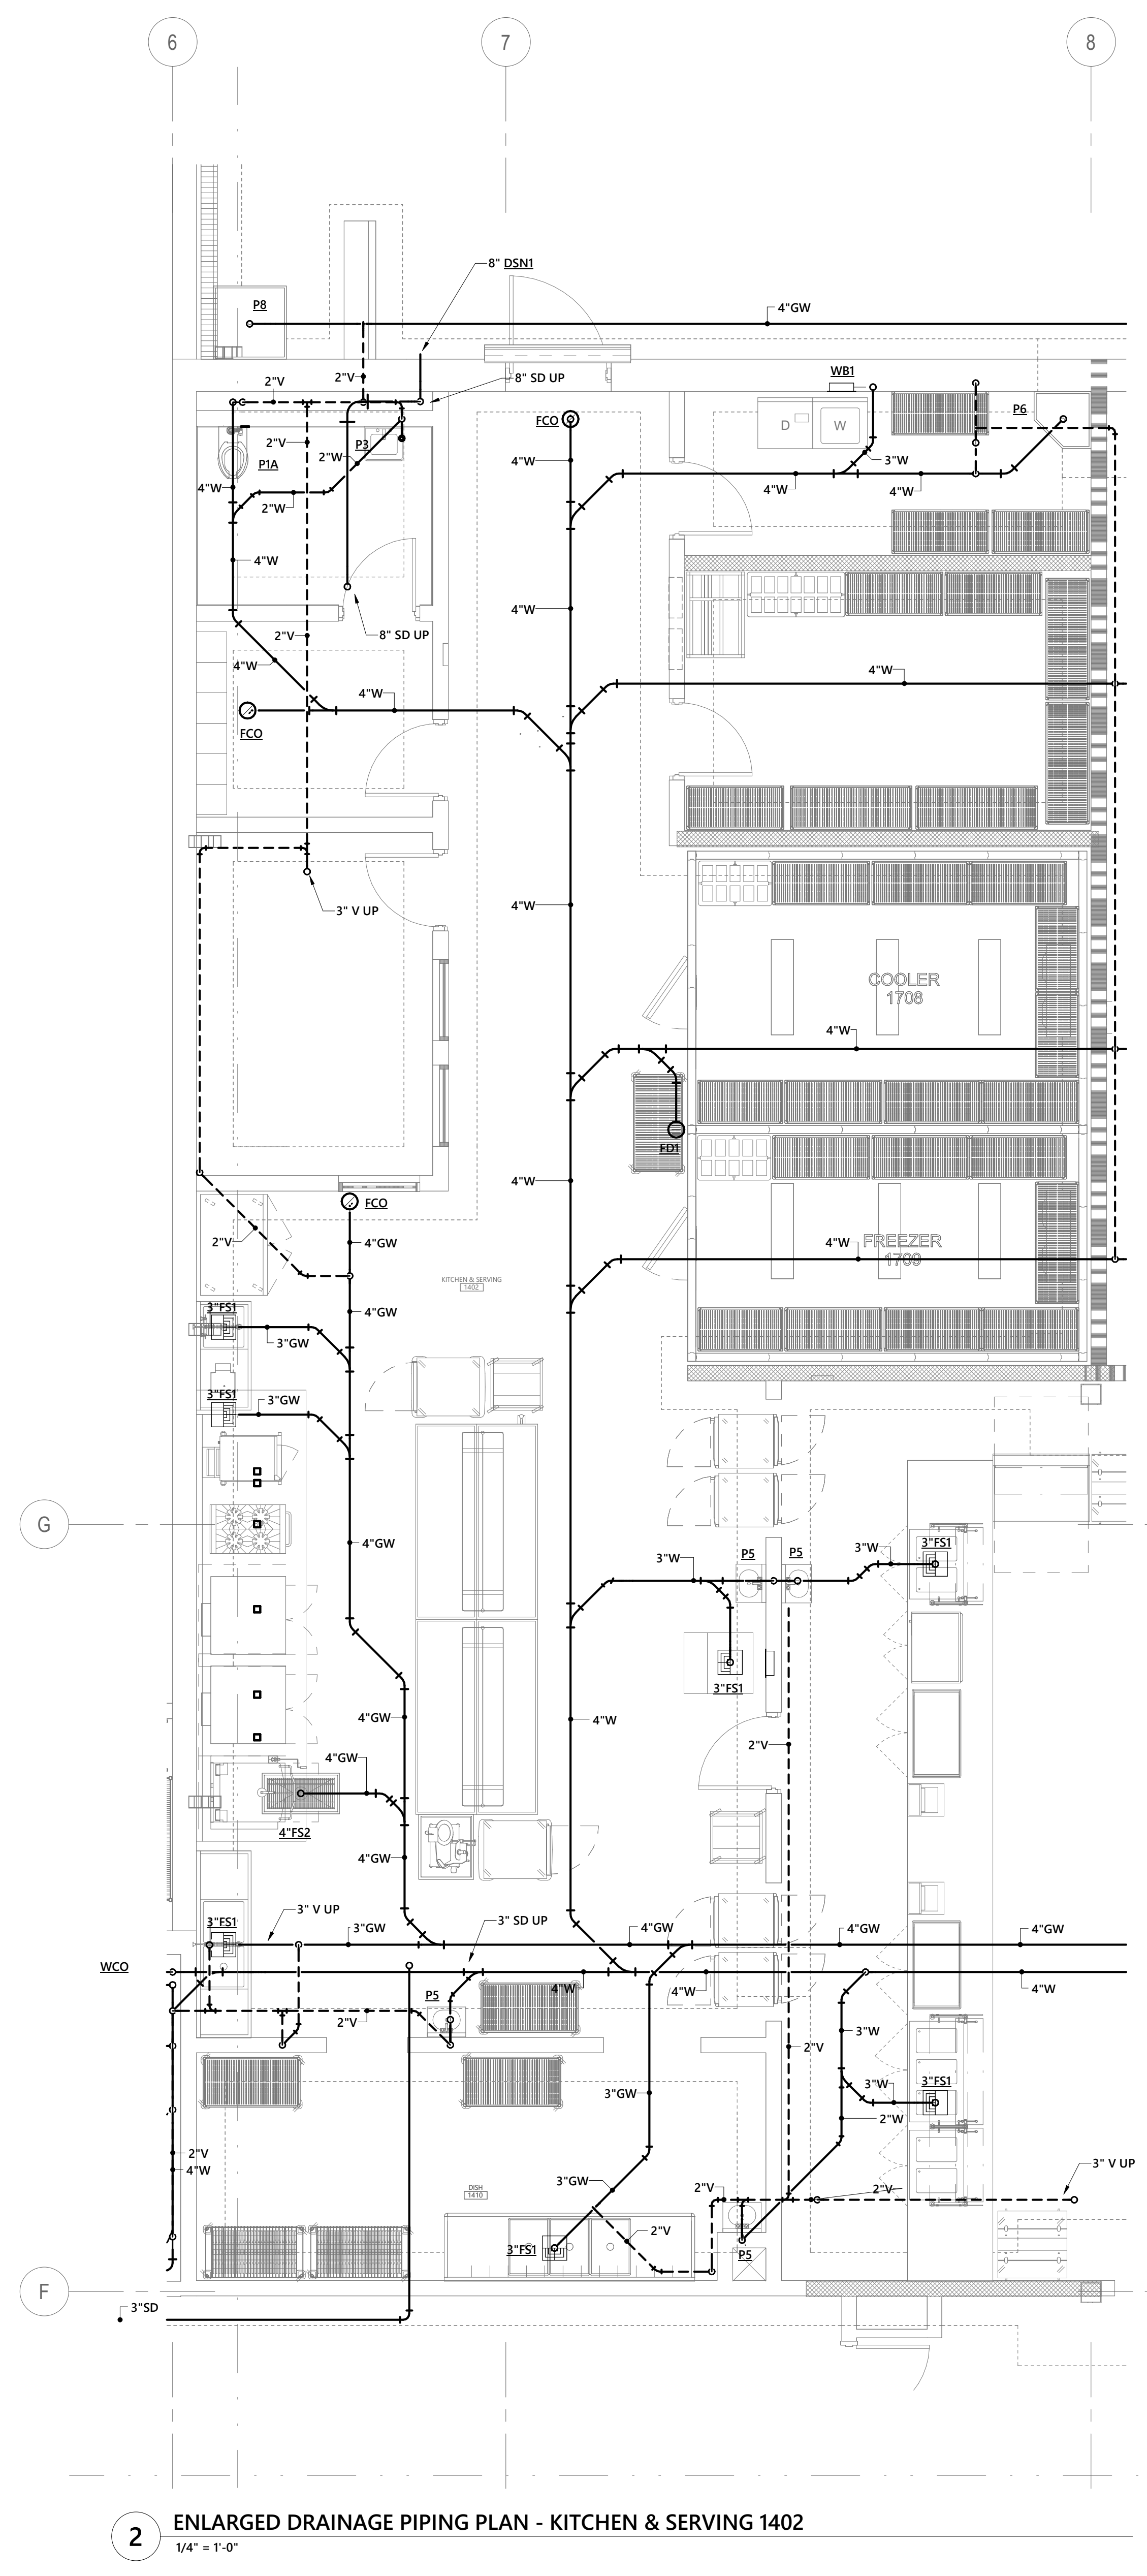 6
7
8
8" DSN1
P8
4"GW
2"V
2"V
8" SD UP
WB1
FCO
P6
D
W
2"V
P3
2"W
P1A
4"W
3"W
4"W
4"W
4"W
2"W
4"W
4"W
2"V
8" SD UP
4"W
4"W
4"W
FCO
4"W
3" V UP
COOLER
1708
4"W
FD1
4"W
FCO
2"V
4"GW
4"W
FREEZER
1709
KITCHEN & SERVING
1402
3"FS1
4"GW
3"GW
3"FS1
3"GW
G
4"GW
3"W
P5
P5
3"W
3"FS1
3"FS1
4"GW
4"W
2"V
4"GW
4"FS2
4"GW
3"FS1
3" V UP
3"GW
3" SD UP
4"GW
4"GW
4"GW
WCO
4"W
4"W
4"W
P5
2"V
3"W
2"V
3"FS1
3"W
3"GW
2"W
2"V
4"W
3" V UP
DISH
1410
3"GW
2"V
2"V
2"V
3"FS1
P5
F
3"SD
2
ENLARGED DRAINAGE PIPING PLAN - KITCHEN & SERVING 1402
1/4" = 1'-0"